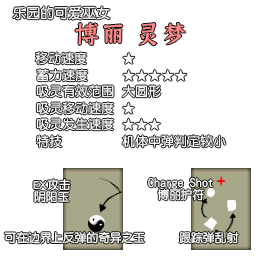 乐园的可爱巫女
博丽 灵梦
移动速度 ☆
蓄力速度 ☆☆☆☆☆
吸灵有效范围 大圆形
吸灵移动速度 ☆
吸灵发生速度 ☆☆☆
特技 机体中弹判定较小
EX攻击
阴阳玉
可在边界上反弹的奇异之玉
Charge Shot
博丽护符
跟踪弹乱射